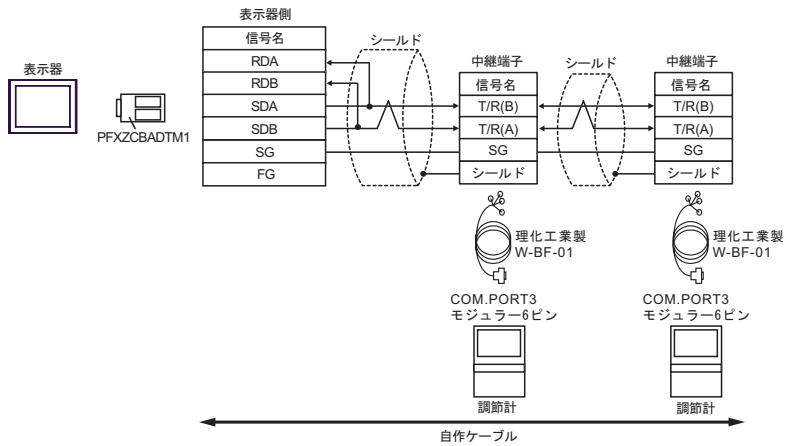 表示器
PFXZCBADTM1
表示器側
信号名
RDA
RDB
SDA
SDB
SG
FG
シールド
中継端子
信号名
T/R(B)
T/R(A)
SG
シールド
シールド
中継端子
信号名
T/R(B)
T/R(A)
SG
シールド
理化工業製
W-BF-01
理化工業製
W-BF-01
COM.PORT3
モジュラー6ピン
COM.PORT3
モジュラー6ピン
調節計
調節計
自作ケーブル